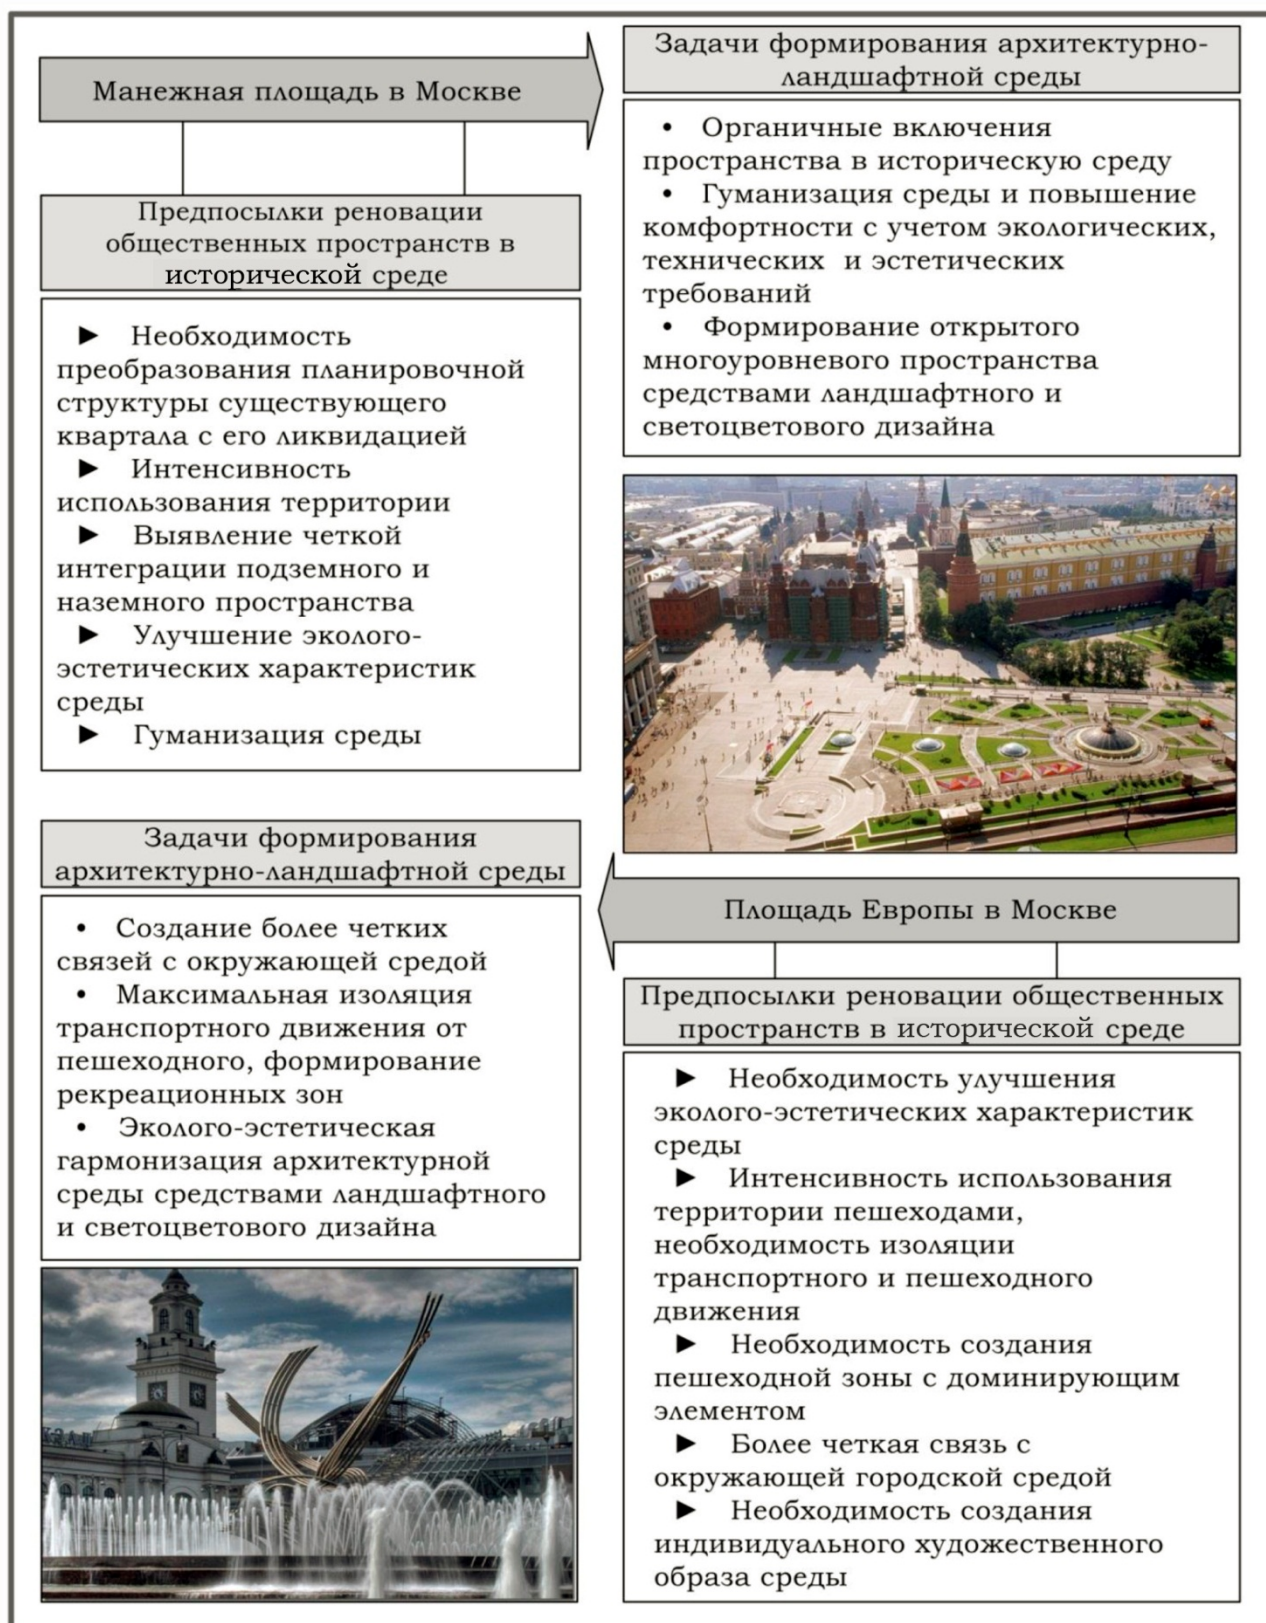 Манежная площадь в Москве
Предпосылки реновации
общественных пространств в
исторической среде
► Необходимость
преобразования планировочной
структуры существующего
квартала с его ликвидацией
► Интенсивность
использования территории
► Выявление четкой
интеграции подземного и
наземного пространства
► Улучшение эколого-
эстетических характеристик
среды
► Гуманизация среды
Задачи формирования архитектурно-
ландшафтной среды
• Органичные включения
пространства в историческую среду
• Гуманизация среды и повышение
комфортности с учетом экологических,
технических и эстетических
требований
• Формирование открытого
многоуровневого пространства
средствами ландшафтного и
светоцветового дизайна
Площадь Европы в Москве
Предпосылки реновации общественных
пространств в исторической среде
► Необходимость улучшения
эколого-эстетических характеристик
среды
► Интенсивность использования
территории пешеходами,
необходимость изоляции
транспортного и пешеходного
движения
► Необходимость создания
пешеходной зоны с доминирующим
элементом
► Более четкая связь с
окружающей городской средой
► Необходимость создания
индивидуального художественного
образа среды
Задачи формирования
архитектурно-ландшафтной среды
• Создание более четких
связей с окружающей средой
• Максимальная изоляция
транспортного движения от
пешеходного, формирование
рекреационных зон
• Эколого-эстетическая
гармонизация архитектурной
среды средствами ландшафтного
и светоцветового дизайна